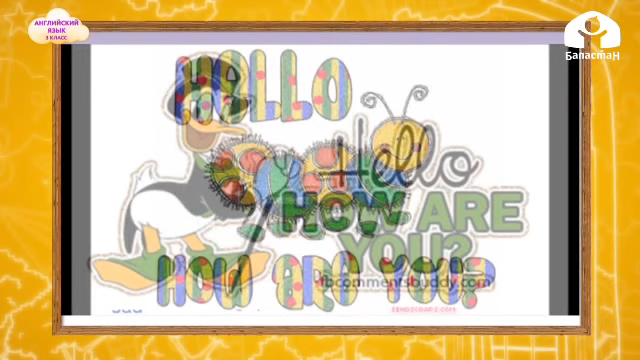 АНГЛИЙСКИЙ
ЯЗЫК
3 КЛАСС
Баластан
HELLO
Hello
HOW ARE
YOU?
HOW ARE YOU?
fbcommentsbuddy.com